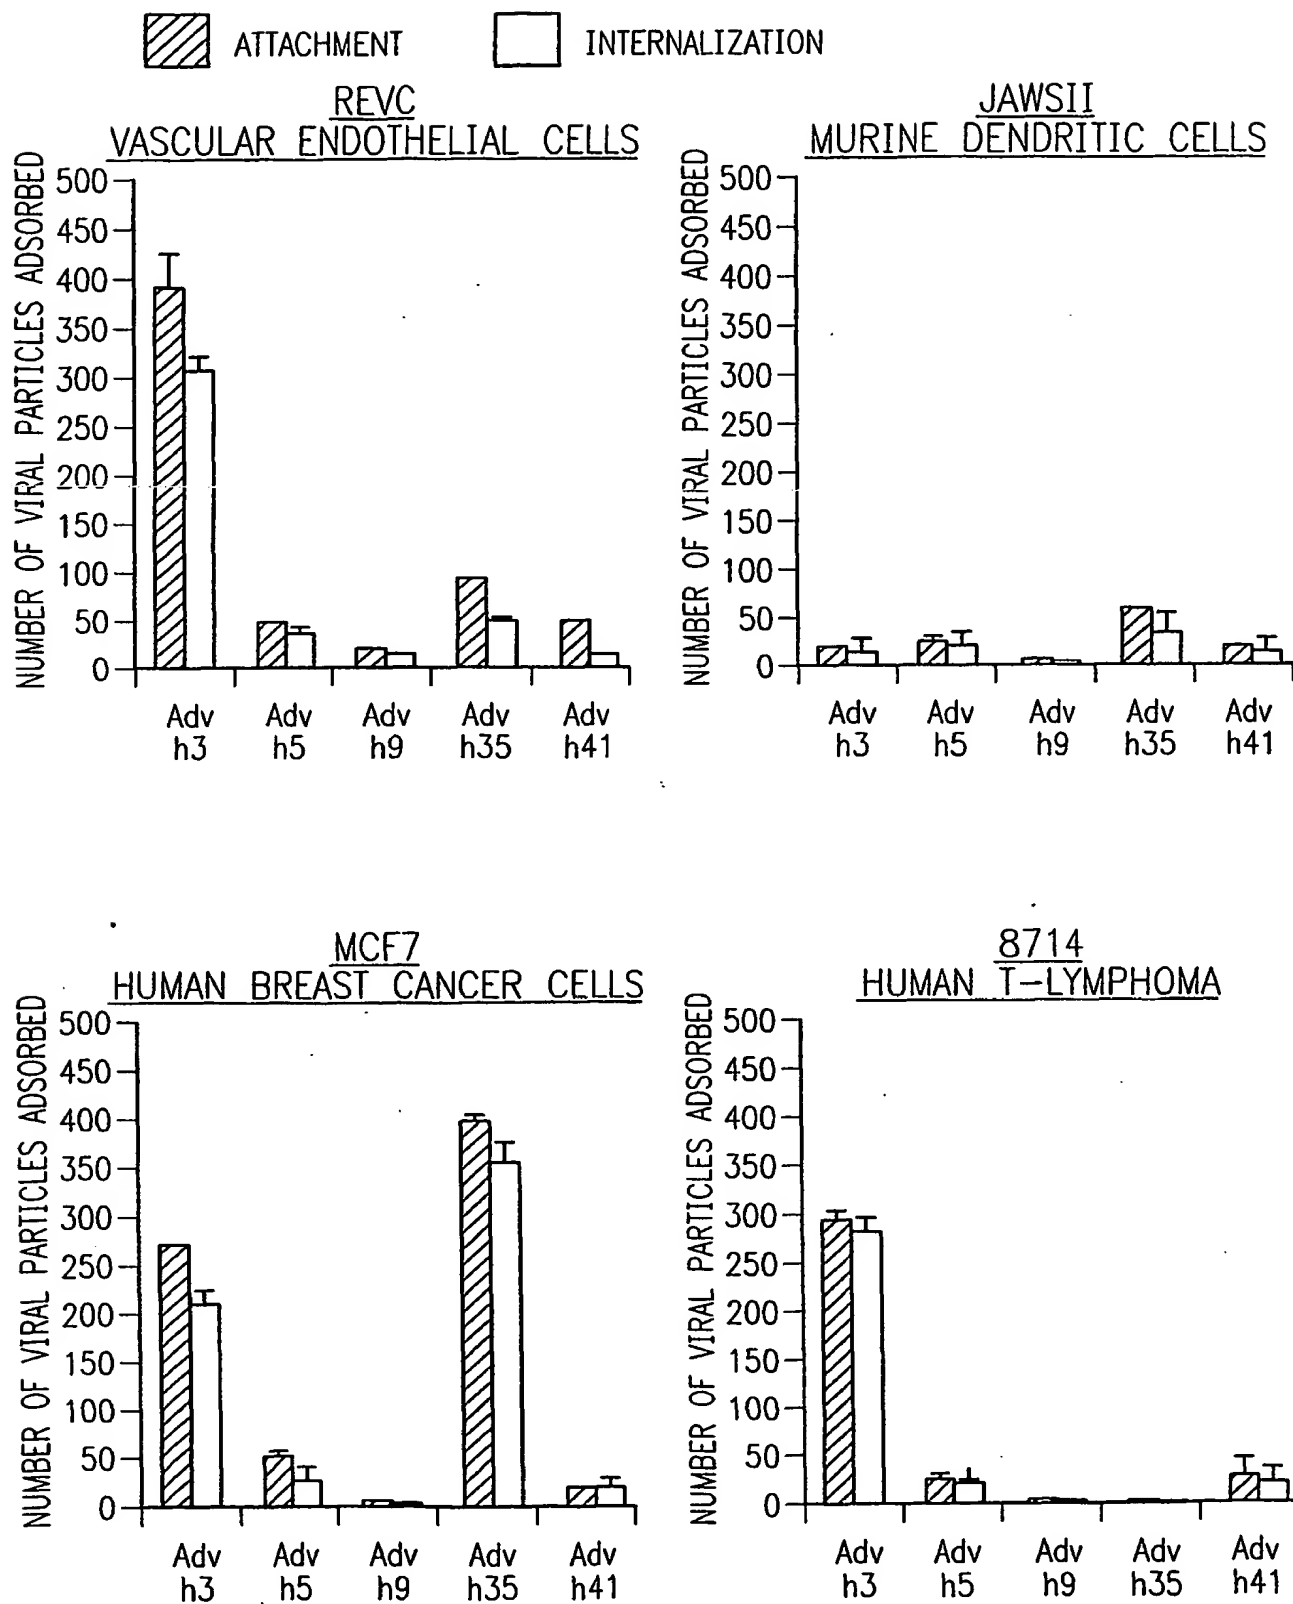 ATTACHMENT INTERNALIZATION
REVC
VASCULAR ENDOTHELIAL CELLS
NUMBER OF VIRAL PARTICLES ADSORBED
500
450
400
350
300
250
200
150
100
50
0
Adv Adv Adv Adv Adv
h3 h5 h9 h35 h41
JAWSII
MURINE DENDRITIC CELLS
NUMBER OF VIRAL PARTICLES ADSORBED
500
450
400
350
300
250
200
150
100
50
0
Adv Adv Adv Adv Adv
h3 h5 h9 h35 h41
MCF7
HUMAN BREAST CANCER CELLS
NUMBER OF VIRAL PARTICLES ADSORBED
500
450
400
350
300
250
200
150
100
50
0
Adv Adv Adv Adv Adv
h3 h5 h9 h35 h41
8714
HUMAN T-LYMPHOMA
NUMBER OF VIRAL PARTICLES ADSORBED
500
450
400
350
300
250
200
150
100
50
0
Adv Adv Adv Adv Adv
h3 h5 h9 h35 h41